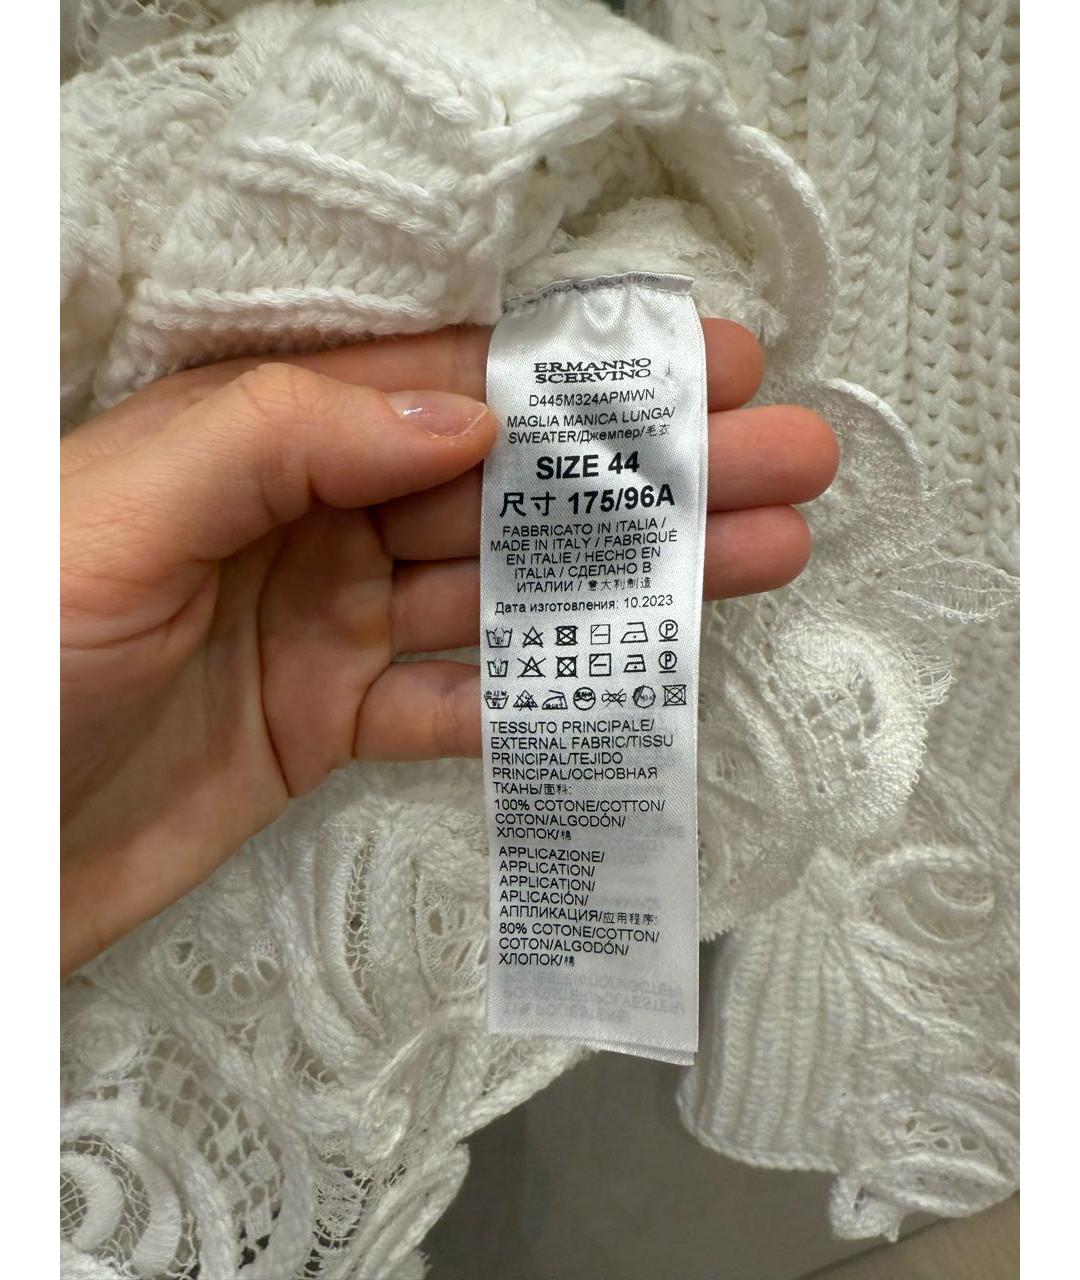 ERMANNO
SCERVINO
D445M324APMWN
MAGLIA MANICA LUNGA/
SWEATER/Джемпер/毛衣
SIZE 44
尺寸 175/96A
FABBRICATO IN ITALIA /
MADE IN ITALY / FABRIQUÉ
EN ITALIE / HECHO EN
ITALIA / СДЕЛАНО В
ИТАЛИИ / 意大利制造
Дата изготовления: 10.2023
TESSUTO PRINCIPALE/
EXTERNAL FABRIC/TISSU
PRINCIPAL/TEJIDO
PRINCIPAL/ОСНОВНАЯ
ТКАНЬ/面料:
100% COTONE/COTTON/
COTON/ALGODÓN/
ХЛОПОК/棉
APPLICAZIONE/
APPLICATION/
APPLICATION/
APLICACIÓN/
АППЛИКАЦИЯ/应用程序:
80% COTONE/COTTON/
COTON/ALGODÓN/
ХЛОПОК/棉